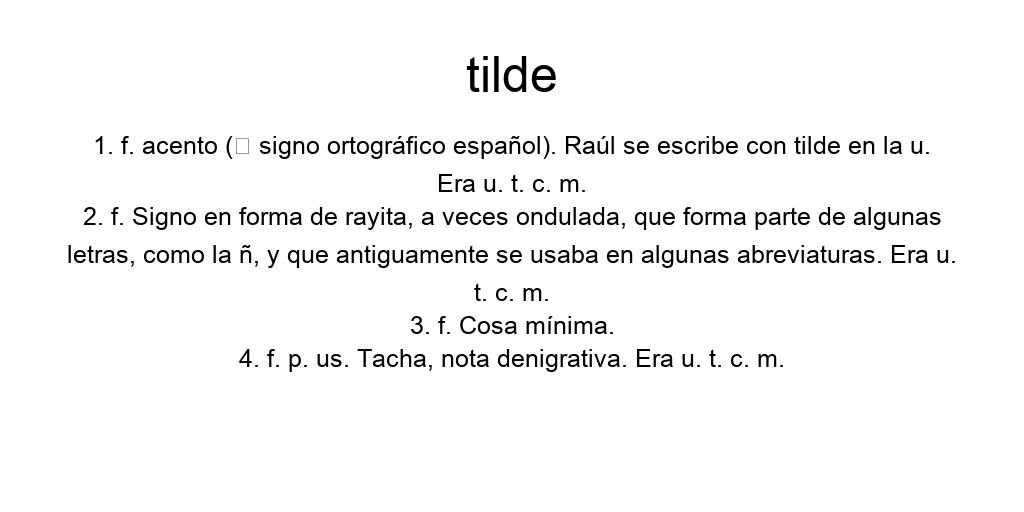 tilde
1. f. acento (□ signo ortográfico español). Raúl se escribe con tilde en la u.
Era u. t. c. m.
2. f. Signo en forma de rayita, a veces ondulada, que forma parte de algunas
letras, como la ñ, y que antiguamente se usaba en algunas abreviaturas. Era u.
t. c. m.
3. f. Cosa mínima.
4. f. p. us. Tacha, nota denigrativa. Era u. t. c. m.